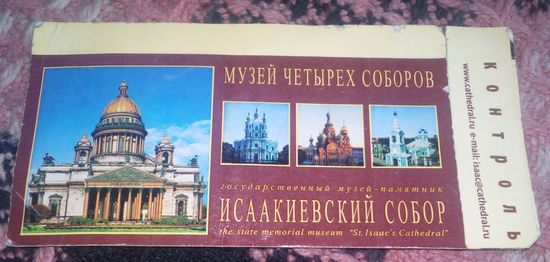 МУЗЕЙ ЧЕТЫРЕХ СОБОРОВ
государственный музей-памятник
ИСААКИЕВСКИЙ СОБОР
the state memorial museum "St. Isaac's Cathedral"
КОНТРОЛЬ
www.cathedral.ru e-mail: isaac@cathedral.ru